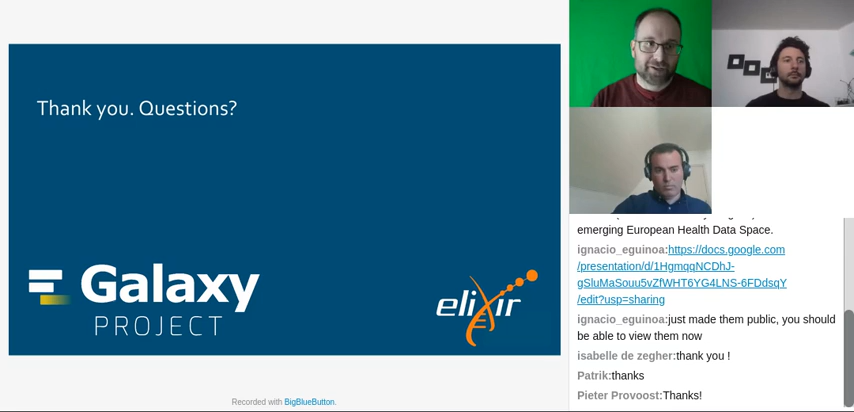 Thank you. Questions?
Galaxy
PROJECT
elixir
Recorded with BigBlueButton.
emerging European Health Data Space.
ignacio_eguinoa:https://docs.google.com
/presentation/d/1HgmqqNCDhJ-
gSluMaSouu5vZfWHT6YG4LNS-6FDdsqY
/edit?usp=sharing
ignacio_eguinoa:just made them public, you should
be able to view them now
isabelle de zegher:thank you !
Patrik:thanks
Pieter Provoost:Thanks!